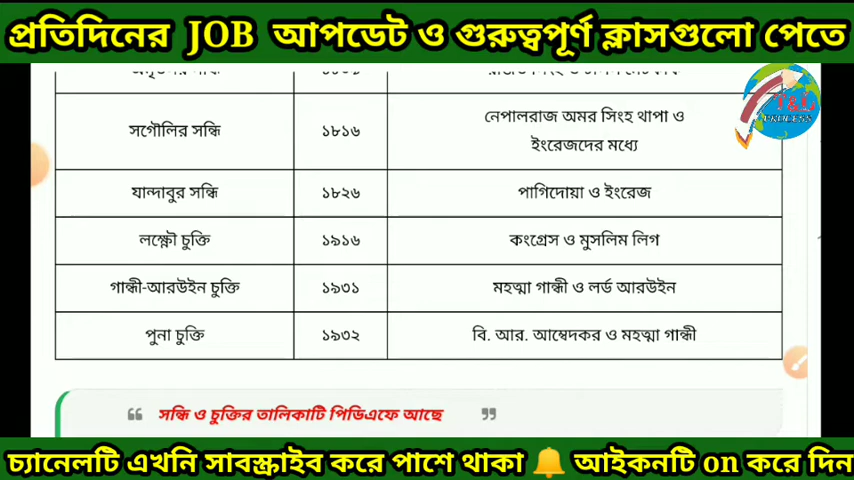 প্রতিদিনের JOB আপডেট ও গুরুত্বপূর্ণ ক্লাসগুলো পেতে
T&L
PROCESS
সগৌলির সন্ধি ১৮১৬ নেপালরাজ অমর সিংহ থাপা ও
ইংরেজদের মধ্যে
যান্দাবুর সন্ধি ১৮২৬ পাগিদোয়া ও ইংরেজ
লক্ষ্ণৌ চুক্তি ১৯১৬ কংগ্রেস ও মুসলিম লিগ
গান্ধী-আরউইন চুক্তি ১৯৩১ মহত্মা গান্ধী ও লর্ড আরউইন
পুনা চুক্তি ১৯৩২ বি. আর. আম্বেদকর ও মহত্মা গান্ধী
“ সন্ধি ও চুক্তির তালিকাটি পিডিএফে আছে ”
চ্যানেলটি এখনি সাবস্ক্রাইব করে পাশে থাকা 🔔 আইকনটি on করে দিন